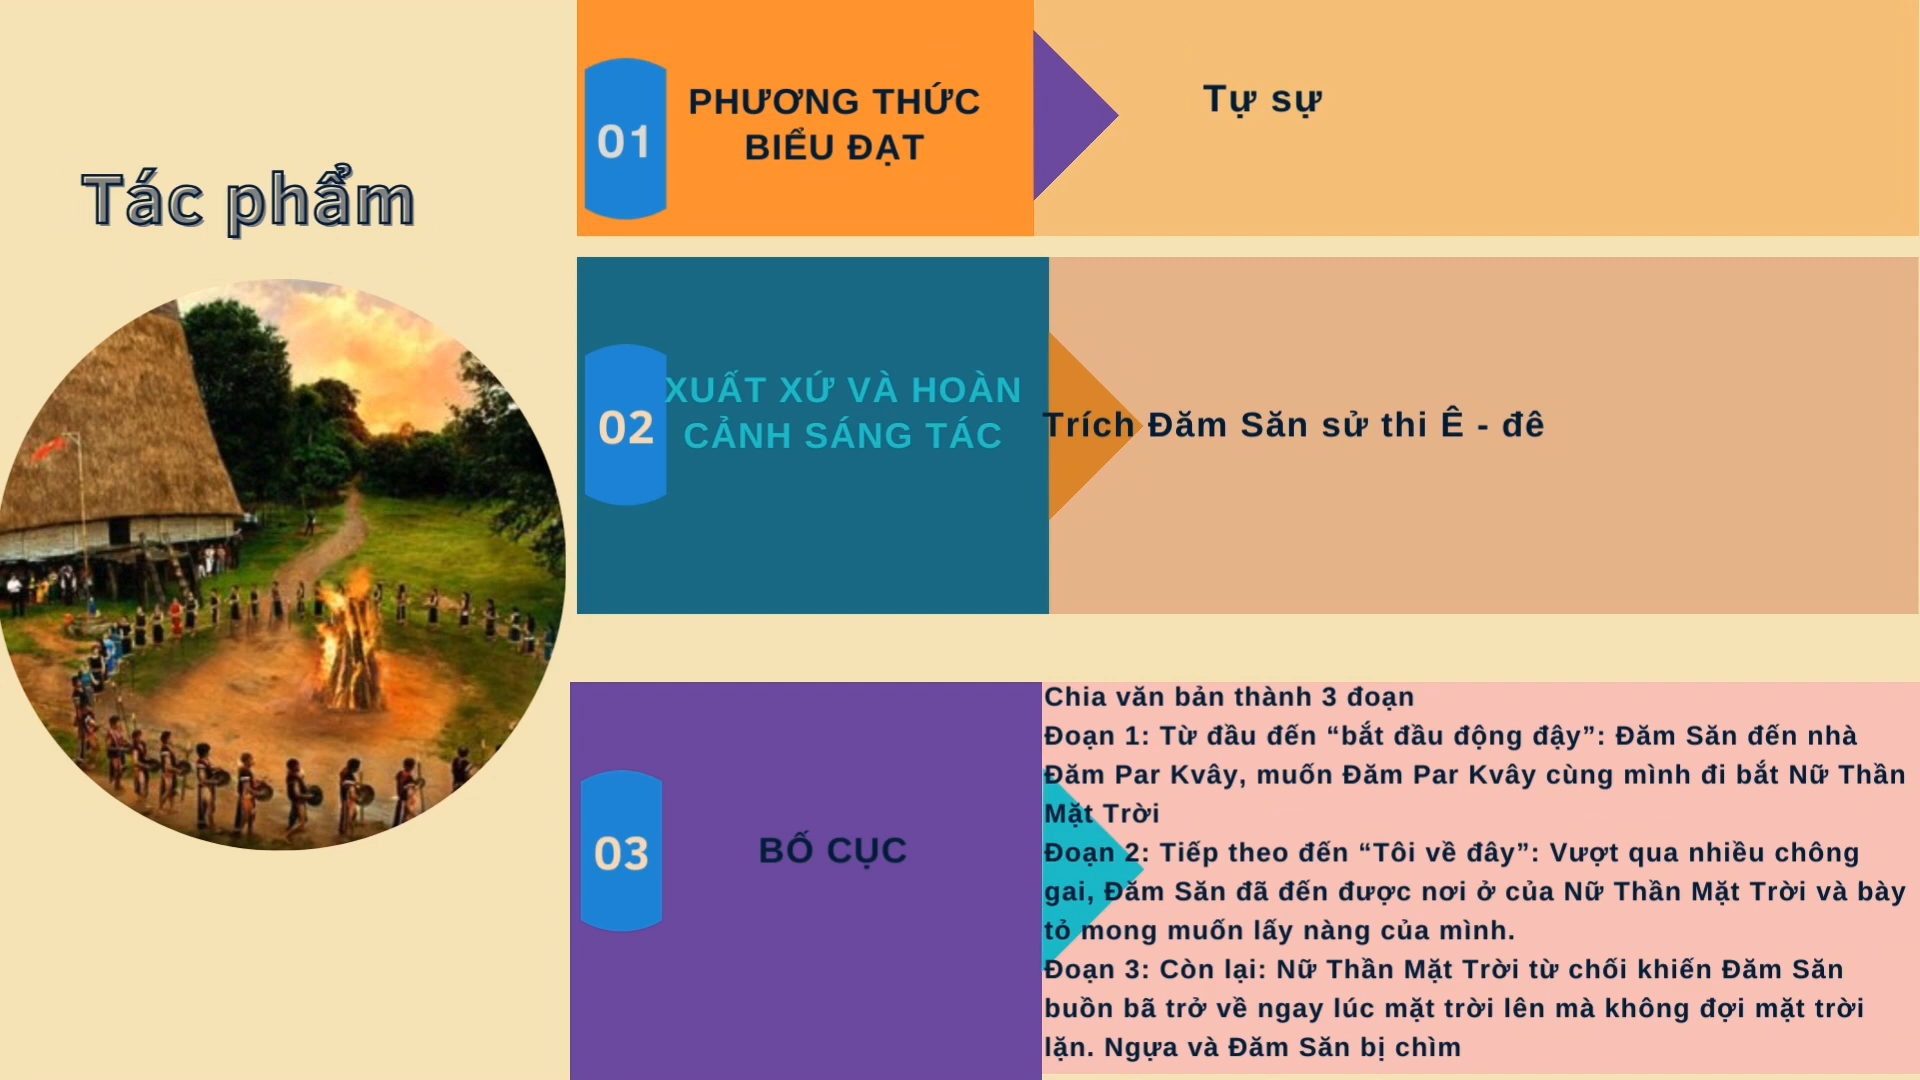 Tác phẩm
01
PHƯƠNG THỨC
BIỂU ĐẠT
Tự sự
02
XUẤT XỨ VÀ HOÀN
CẢNH SÁNG TÁC
Trích Đăm Săn sử thi Ê - đê
03
BỐ CỤC
Chia văn bản thành 3 đoạn
Đoạn 1: Từ đầu đến “bắt đầu động đậy”: Đăm Săn đến nhà
Đăm Par Kvây, muốn Đăm Par Kvây cùng mình đi bắt Nữ Thần
Mặt Trời
Đoạn 2: Tiếp theo đến “Tôi về đây”: Vượt qua nhiều chông
gai, Đăm Săn đã đến được nơi ở của Nữ Thần Mặt Trời và bày
tỏ mong muốn lấy nàng của mình.
Đoạn 3: Còn lại: Nữ Thần Mặt Trời từ chối khiến Đăm Săn
buồn bã trở về ngay lúc mặt trời lên mà không đợi mặt trời
lặn. Ngựa và Đăm Săn bị chìm